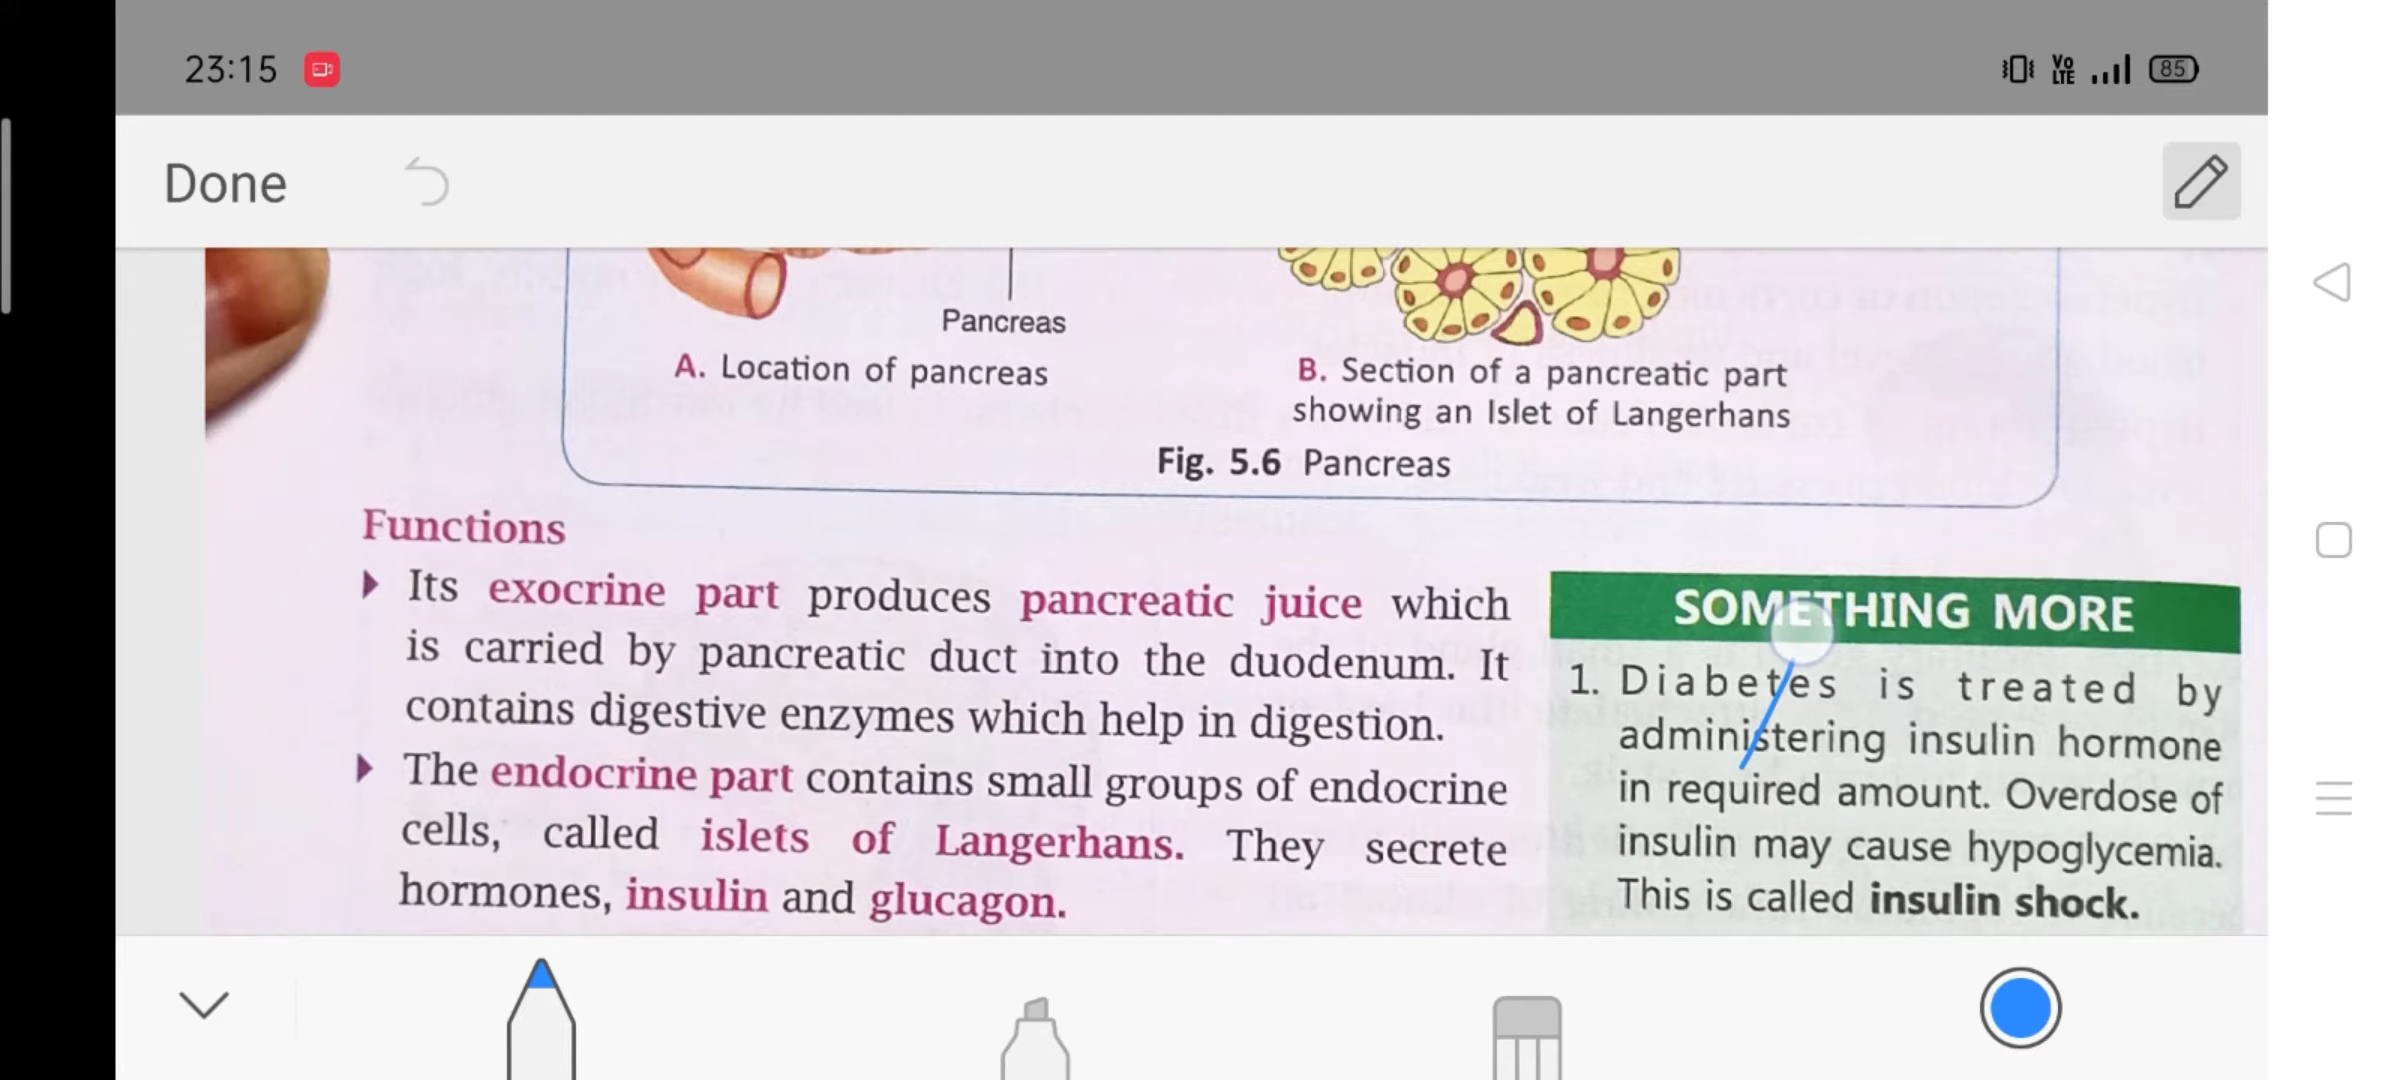 23:15
Vo LTE
85
Done
Pancreas
A. Location of pancreas
B. Section of a pancreatic part
showing an Islet of Langerhans
Fig. 5.6 Pancreas
Functions
Its exocrine part produces pancreatic juice which
is carried by pancreatic duct into the duodenum. It
contains digestive enzymes which help in digestion.
The endocrine part contains small groups of endocrine
cells, called islets of Langerhans. They secrete
hormones, insulin and glucagon.
SOMETHING MORE
1. Diabetes is treated by
administering insulin hormone
in required amount. Overdose of
insulin may cause hypoglycemia.
This is called insulin shock.